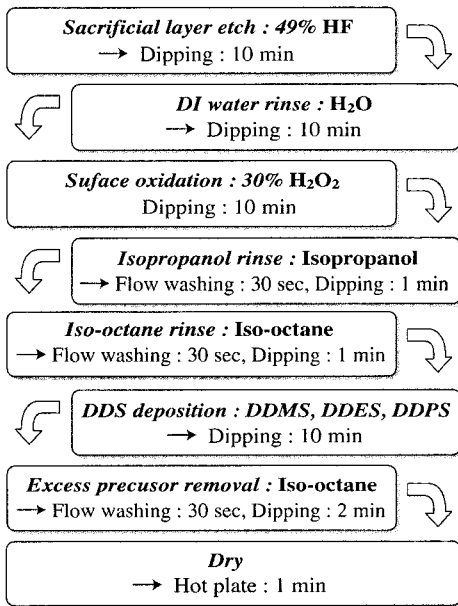 Sacrificial layer etch : 49% HF
→ Dipping : 10 min
DI water rinse : H₂O
→ Dipping : 10 min
Suface oxidation : 30% H₂O₂
Dipping : 10 min
Isopropanol rinse : Isopropanol
→ Flow washing : 30 sec, Dipping : 1 min
Iso-octane rinse : Iso-octane
→ Flow washing : 30 sec, Dipping : 1 min
DDS deposition : DDMS, DDES, DDPS
→ Dipping : 10 min
Excess precusor removal : Iso-octane
→ Flow washing : 30 sec, Dipping : 2 min
Dry
→ Hot plate : 1 min